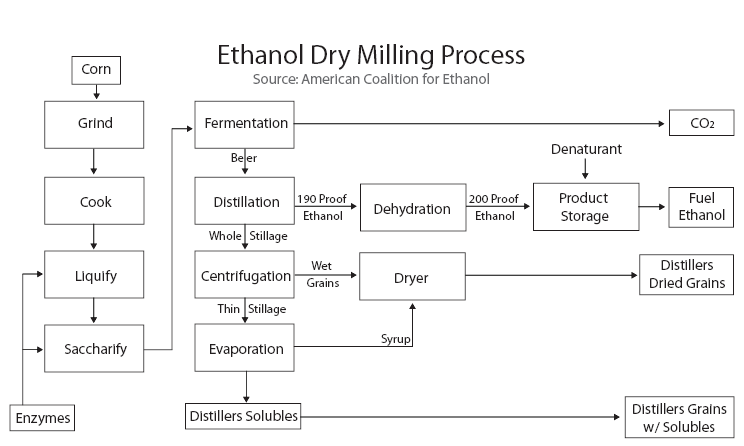 Ethanol Dry Milling Process
Source: American Coalition for Ethanol
Corn
Grind
Cook
Liquify
Saccharify
Enzymes
Fermentation
CO2
Beer
Denaturant
Distillation
190 Proof
Ethanol
Dehydration
200 Proof
Ethanol
Product
Storage
Fuel
Ethanol
Whole Stillage
Centrifugation
Wet
Grains
Dryer
Distillers
Dried Grains
Thin Stillage
Evaporation
Syrup
Distillers Solubles
Distillers Grains
w/ Solubles